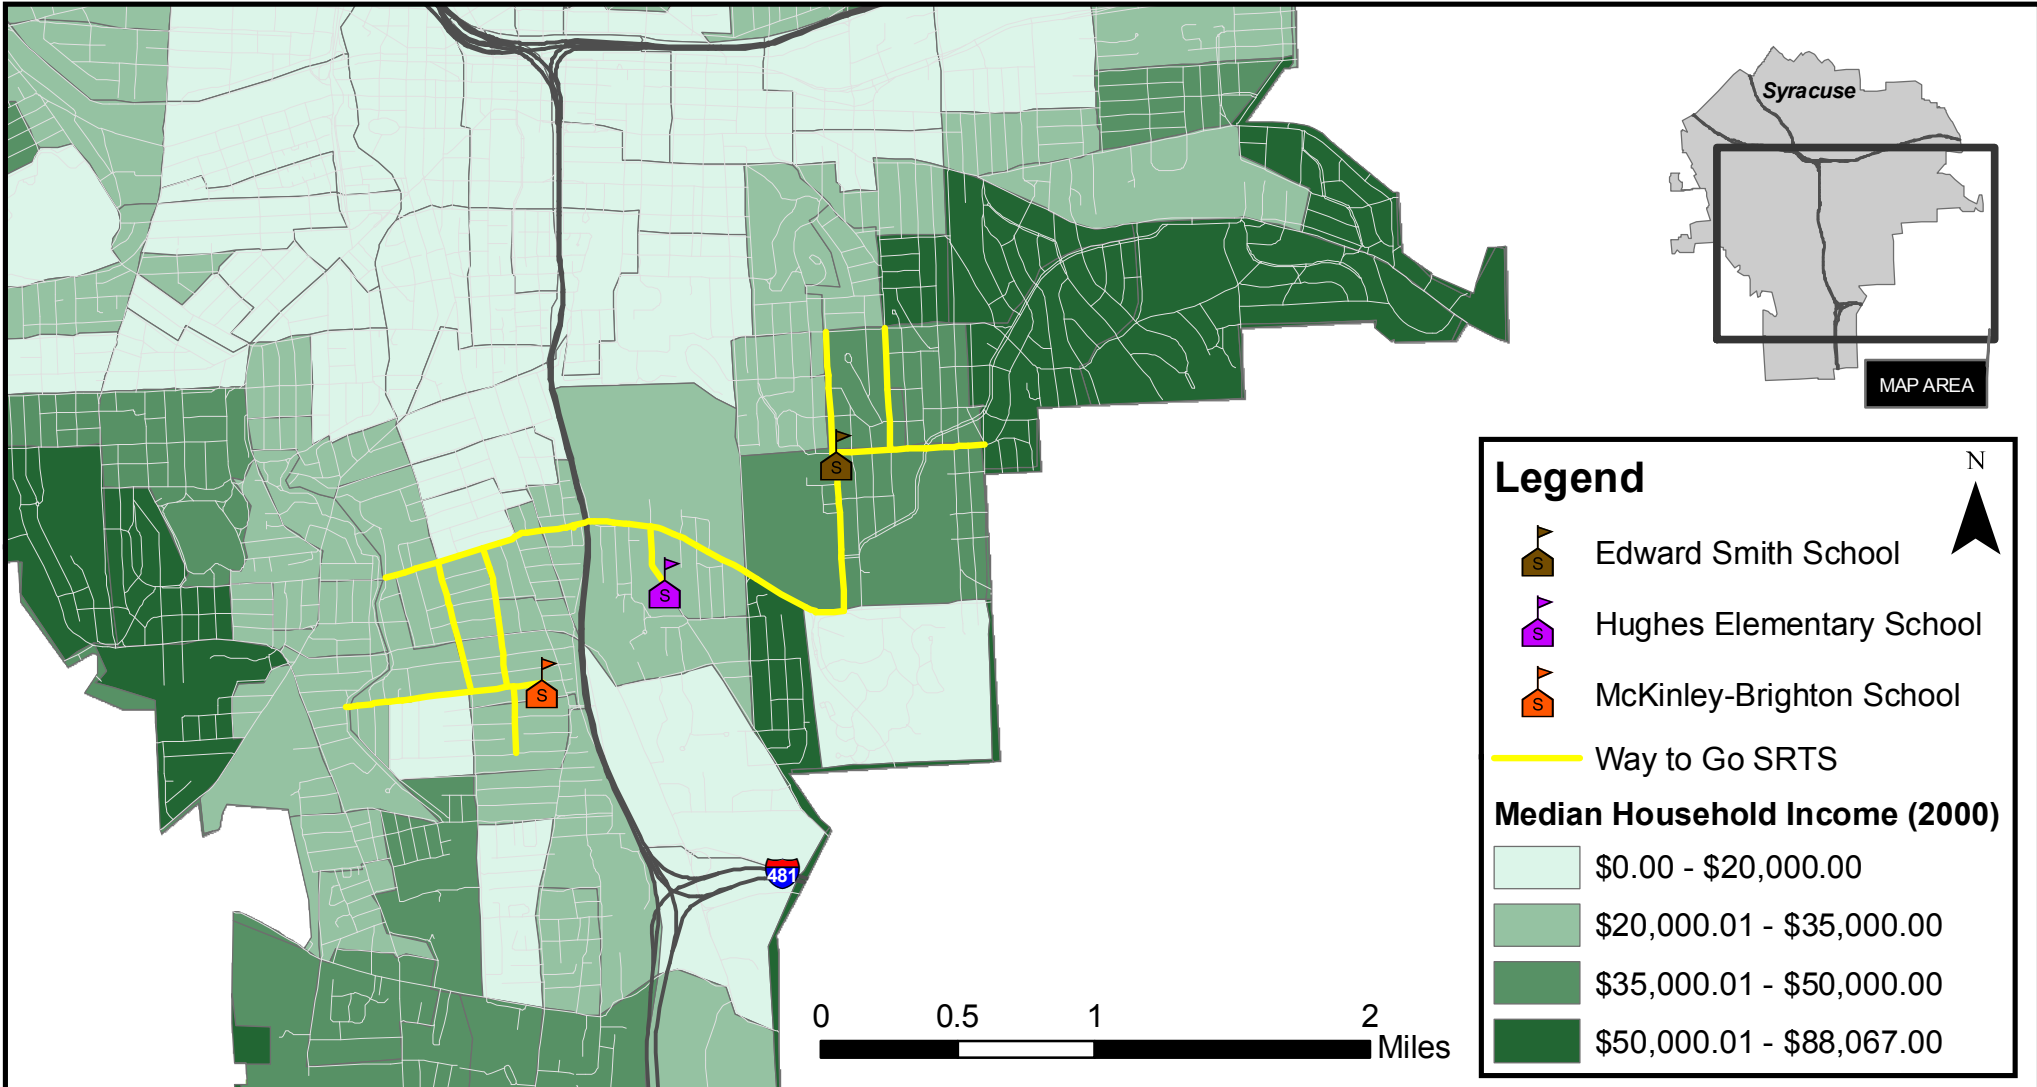 Syracuse
MAP AREA
Legend
N
S Edward Smith School
S Hughes Elementary School
S McKinley-Brighton School
Way to Go SRTS
Median Household Income (2000)
$0.00 - $20,000.00
$20,000.01 - $35,000.00
$35,000.01 - $50,000.00
$50,000.01 - $88,067.00
S
S
S
481
0 0.5 1 2
Miles